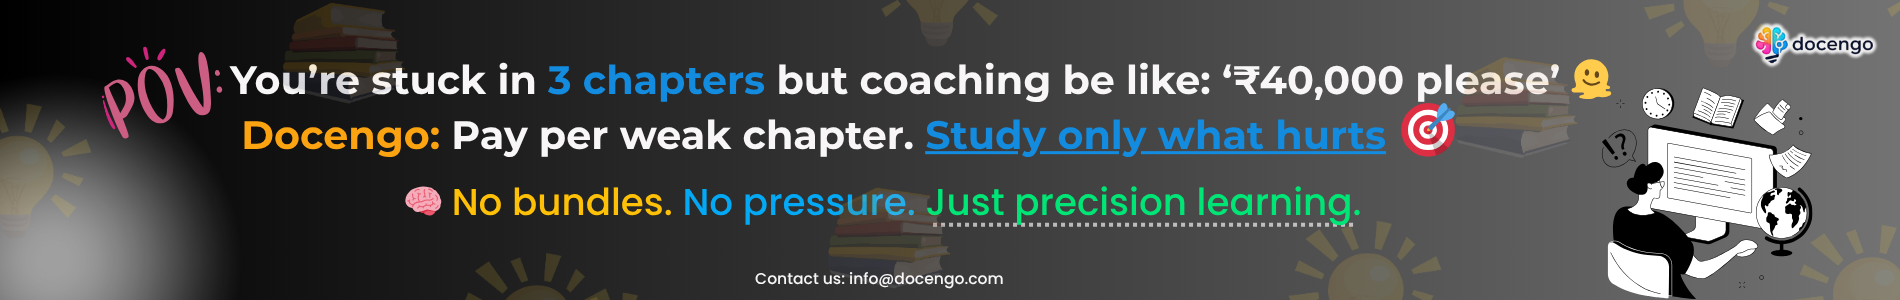 docengo
POV: You're stuck in 3 chapters but coaching be like: ‘₹40,000 please’ 🫠
Docengo: Pay per weak chapter. Study only what hurts 🎯
🧠 No bundles. No pressure. Just precision learning.
!?
Contact us: info@docengo.com